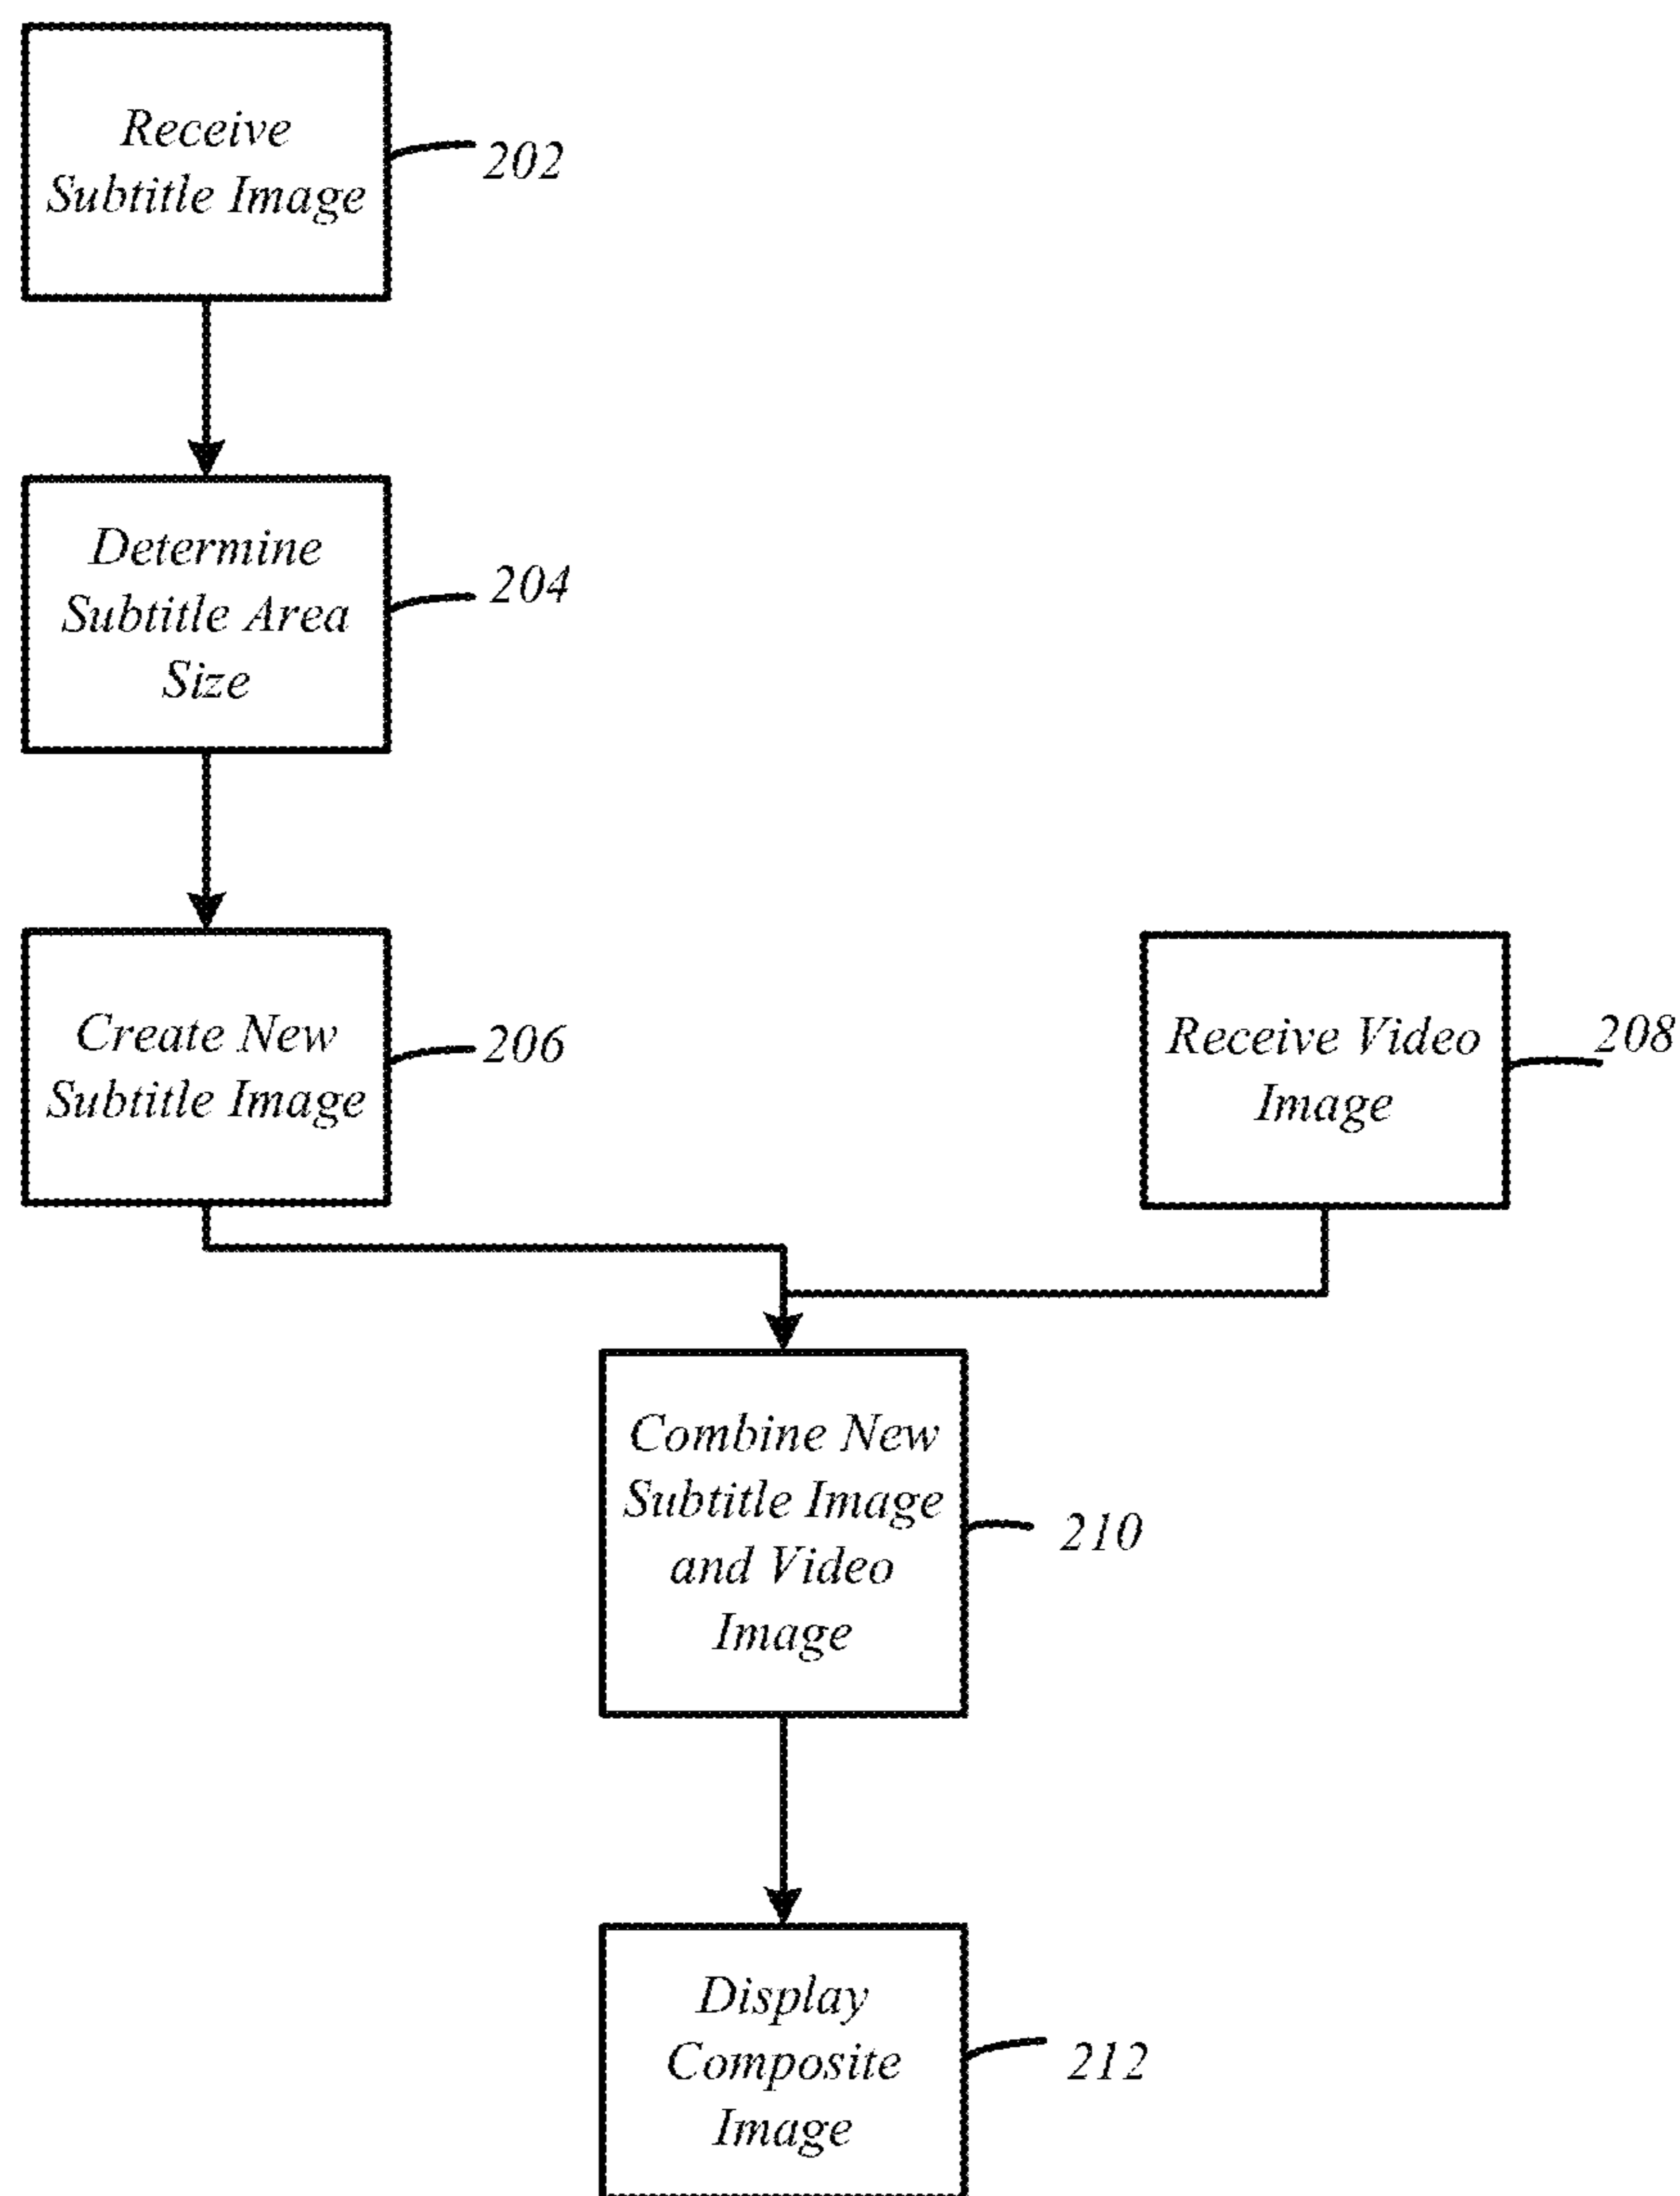 Receive
Subtitle Image
202
Determine
Subtitle Area
Size
204
Create New
Subtitle Image
206
Receive Video
Image
208
Combine New
Subtitle Image
and Video
Image
210
Display
Composite
Image
212